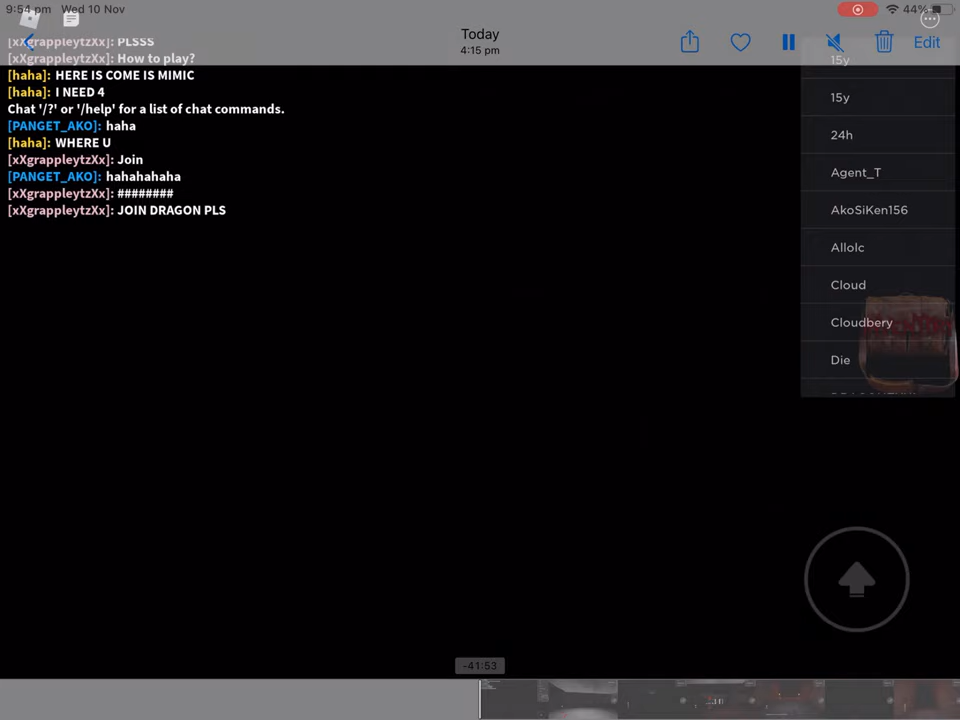 9:54 pm Wed 10 Nov
44%
Today
4:15 pm
Edit
[xXgrappleytzXx]: PLSSS
[xXgrappleytzXx]: How to play?
[haha]: HERE IS COME IS MIMIC
[haha]: I NEED 4
Chat '/?' or '/help' for a list of chat commands.
[PANGET_AKO]: haha
[haha]: WHERE U
[xXgrappleytzXx]: Join
[PANGET_AKO]: hahahahaha
[xXgrappleytzXx]: ########
[xXgrappleytzXx]: JOIN DRAGON PLS
15y
15y
24h
Agent_T
AkoSiKen156
Allolc
Cloud
Cloudbery
Die
-41:53